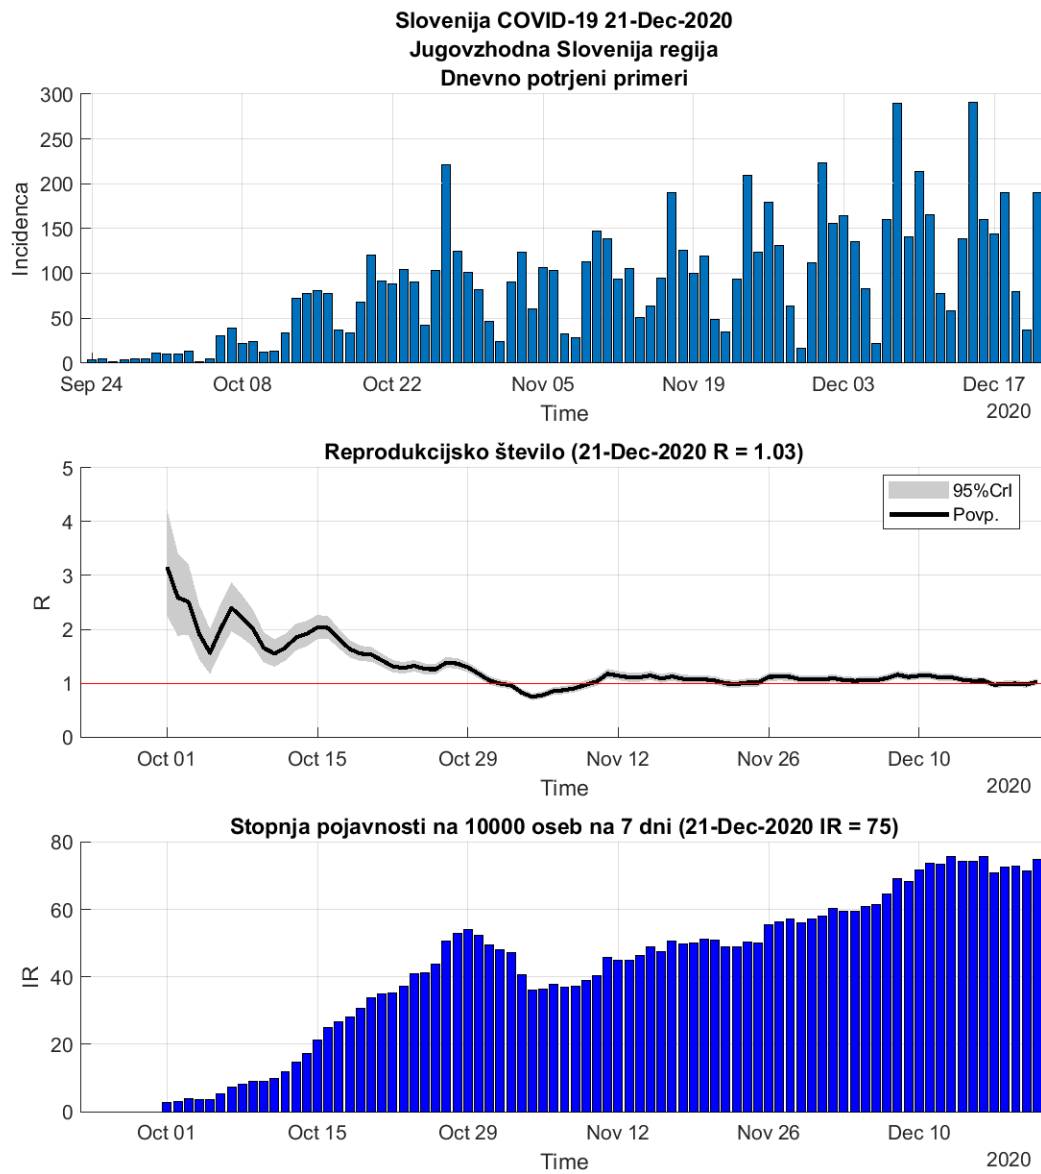 Slovenija COVID-19 21-Dec-2020
Jugovzhodna Slovenija regija
Dnevno potrjeni primeri
300
250
200
150
100
50
0
Incidenca
Sep 24 Oct 08 Oct 22 Nov 05 Nov 19 Dec 03 Dec 17
Time 2020
Reprodukcijsko število (21-Dec-2020 R = 1.03)
5
4
3
2
1
0
R
95%CrI
Povp.
Oct 01 Oct 15 Oct 29 Nov 12 Nov 26 Dec 10
Time 2020
Stopnja pojavnosti na 10000 oseb na 7 dni (21-Dec-2020 IR = 75)
80
60
40
20
0
IR
Oct 01 Oct 15 Oct 29 Nov 12 Nov 26 Dec 10
Time 2020